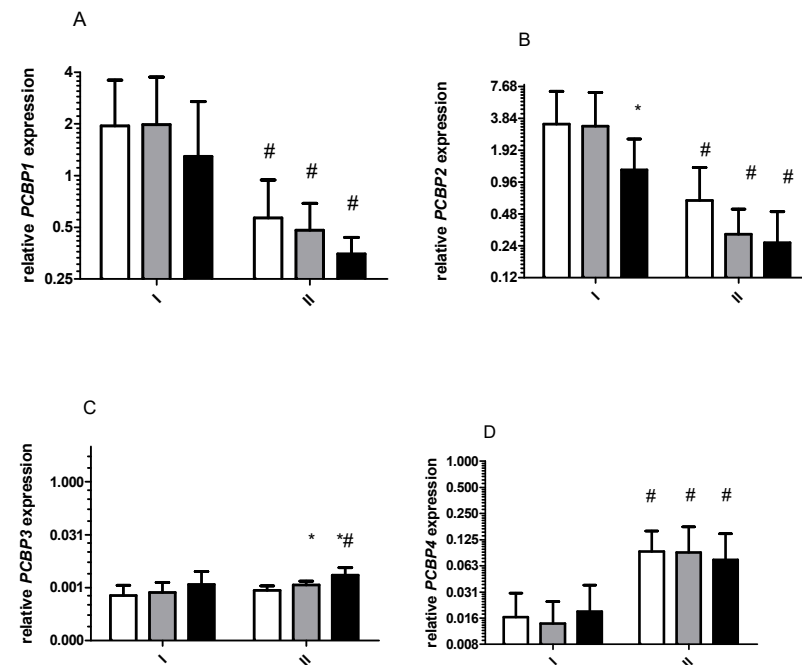 A
relative PCBP1 expression
4
2
1
0.5
0.25
#
#
#
I
II
B
relative PCBP2 expression
7.68
3.84
1.92
0.96
0.48
0.24
0.12
*
#
#
#
I
II
C
relative PCBP3 expression
1.000
0.031
0.001
0.000
*
*#
I
II
D
relative PCBP4 expression
1.000
0.500
0.250
0.125
0.063
0.031
0.016
0.008
#
#
#
I
II